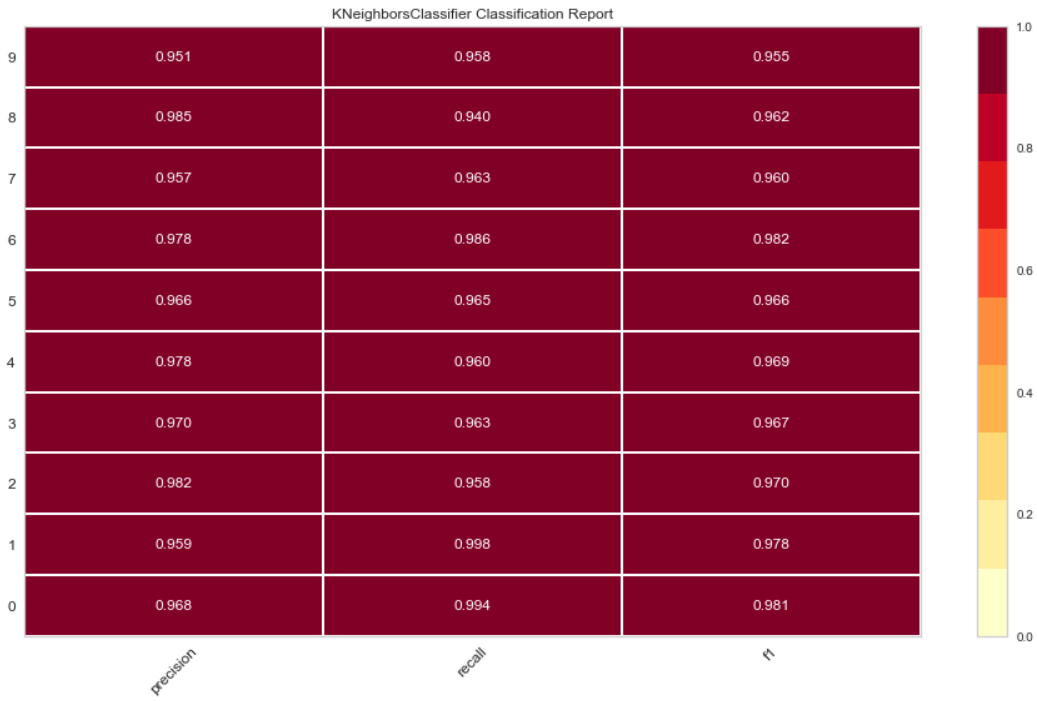 KNeighborsClassifier Classification Report
9 0.951 0.958 0.955
8 0.985 0.940 0.962
7 0.957 0.963 0.960
6 0.978 0.986 0.982
5 0.966 0.965 0.966
4 0.978 0.960 0.969
3 0.970 0.963 0.967
2 0.982 0.958 0.970
1 0.959 0.998 0.978
0 0.968 0.994 0.981
precision recall f1
1.0
0.8
0.6
0.4
0.2
0.0